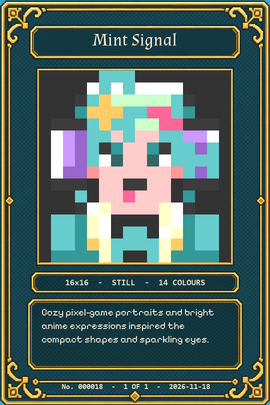 Mint Signal
16x16 - STILL - 14 COLOURS
Cozy pixel-game portraits and bright
anime expressions inspired the
compact shapes and sparkling eyes.
No. 000018 - 1 OF 1 - 2026-11-18